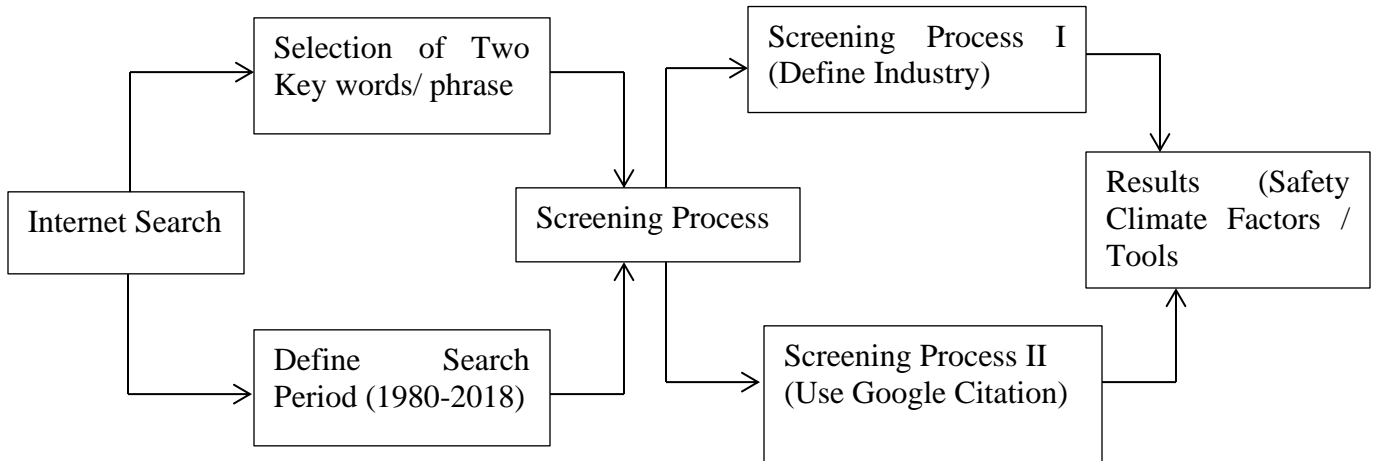 Internet Search
Selection of Two
Key words/ phrase
Define Search
Period (1980-2018)
Screening Process
Screening Process I
(Define Industry)
Screening Process II
(Use Google Citation)
Results (Safety
Climate Factors /
Tools